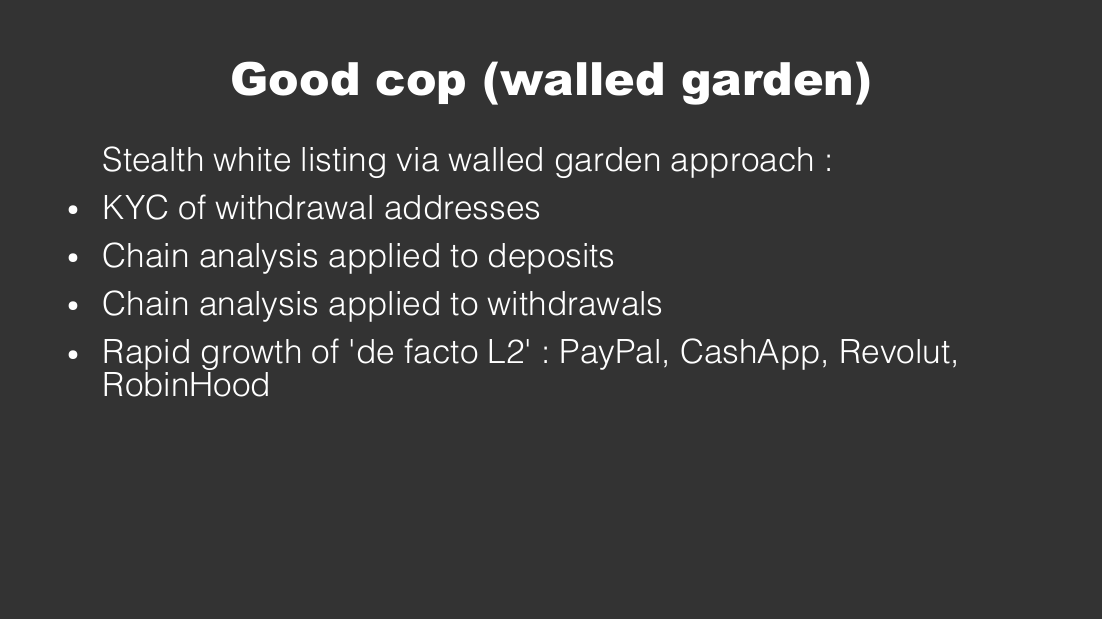 Good cop (walled garden)
Stealth white listing via walled garden approach :
• KYC of withdrawal addresses
• Chain analysis applied to deposits
• Chain analysis applied to withdrawals
• Rapid growth of 'de facto L2' : PayPal, CashApp, Revolut,
RobinHood